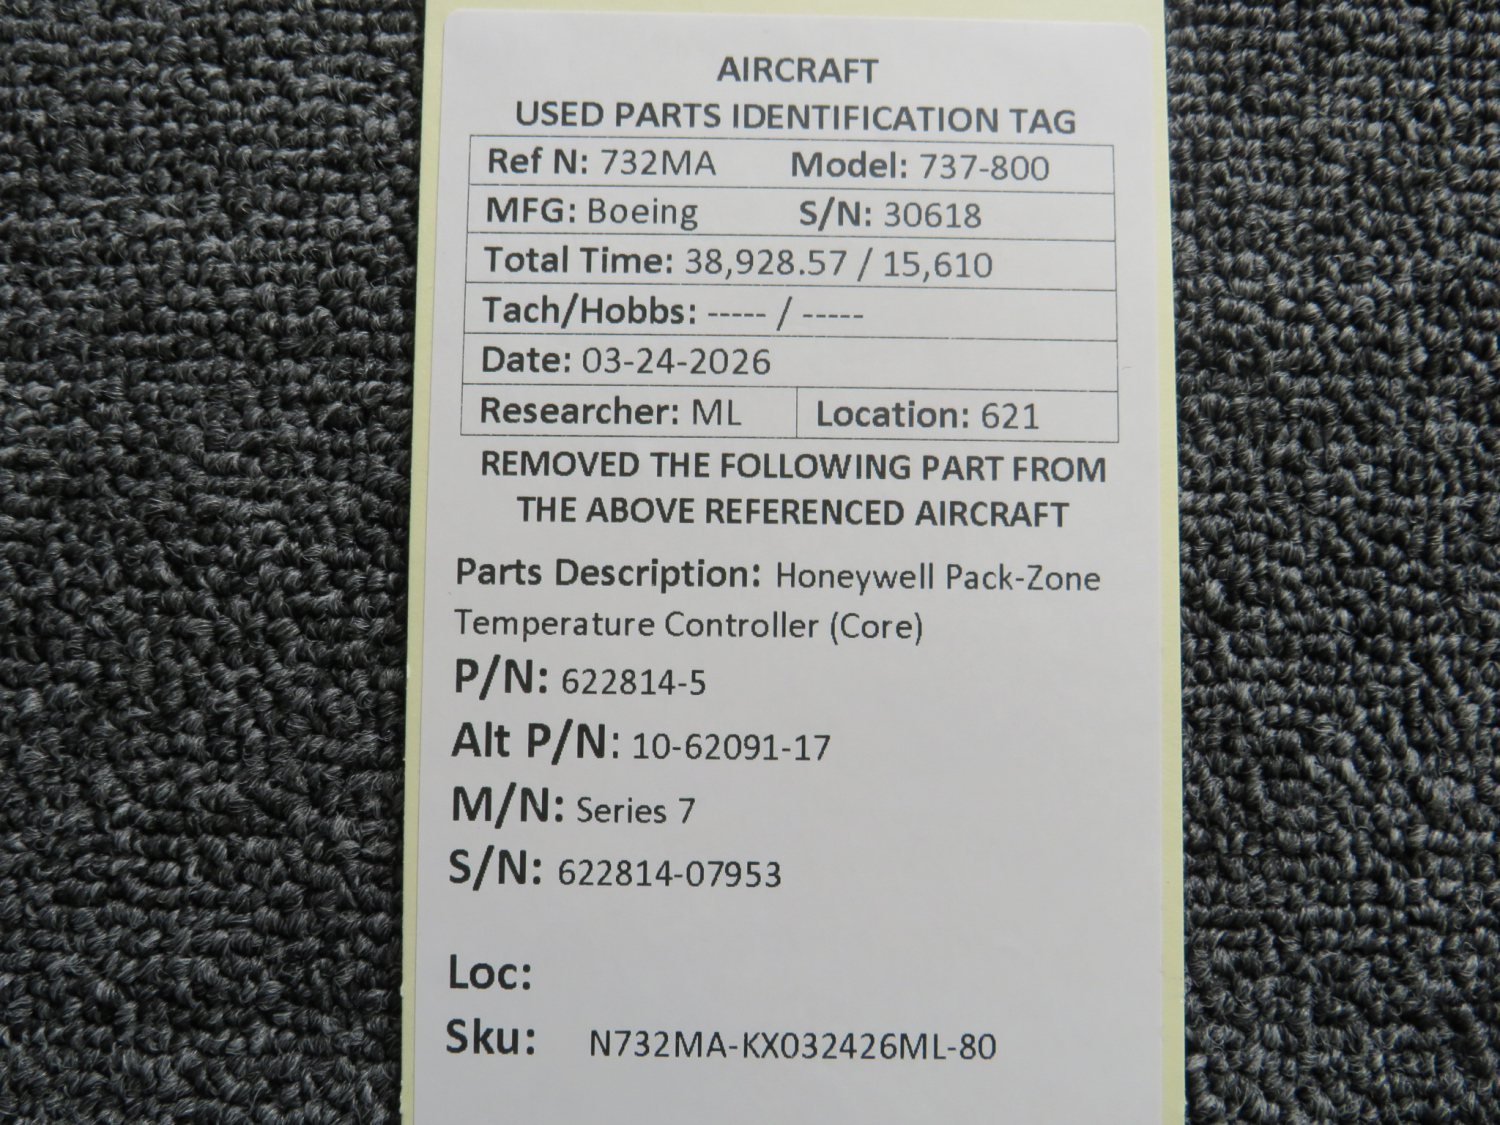 AIRCRAFT
USED PARTS IDENTIFICATION TAG
Ref N: 732MA Model: 737-800
MFG: Boeing S/N: 30618
Total Time: 38,928.57 / 15,610
Tach/Hobbs: ----- / -----
Date: 03-24-2026
Researcher: ML Location: 621
REMOVED THE FOLLOWING PART FROM
THE ABOVE REFERENCED AIRCRAFT
Parts Description: Honeywell Pack-Zone
Temperature Controller (Core)
P/N: 622814-5
Alt P/N: 10-62091-17
M/N: Series 7
S/N: 622814-07953
Loc:
Sku: N732MA-KX032426ML-80